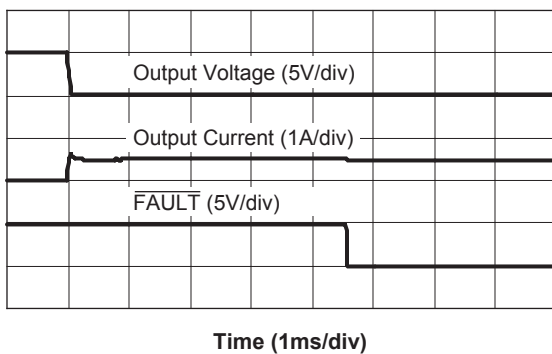 Output Voltage (5V/div)
Output Current (1A/div)
FAULT (5V/div)
Time (1ms/div)